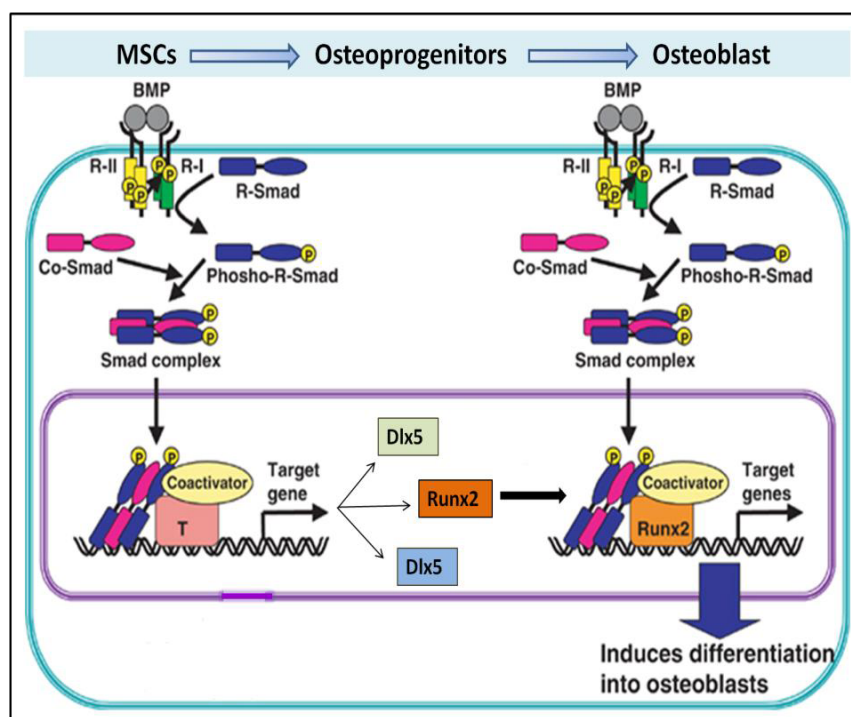 MSCs Osteoprogenitors Osteoblast
BMP
R-II
P
P
P
P
R-I
R-Smad
Co-Smad
Phosho-R-Smad
P
P
P
Smad complex
P
P
Coactivator
T
Target
gene
Dlx5
Runx2
Dlx5
BMP
R-II
P
P
P
P
R-I
R-Smad
Co-Smad
Phosho-R-Smad
P
P
P
Smad complex
P
P
Coactivator
Runx2
Target
genes
Induces differentiation
into osteoblasts